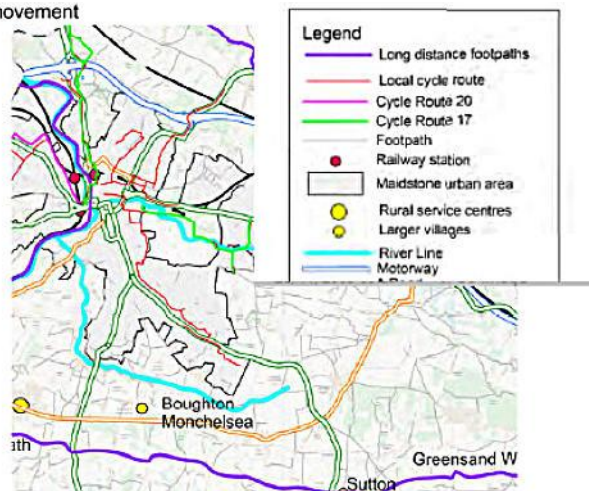 movement
Legend
Long distance footpaths
Local cycle route
Cycle Route 20
Cycle Route 17
Footpath
Railway station
Maidstone urban area
Rural service centres
Larger villages
River Line
Motorway
Boughton
Monchelsea
ath
Greensand W
Sutton